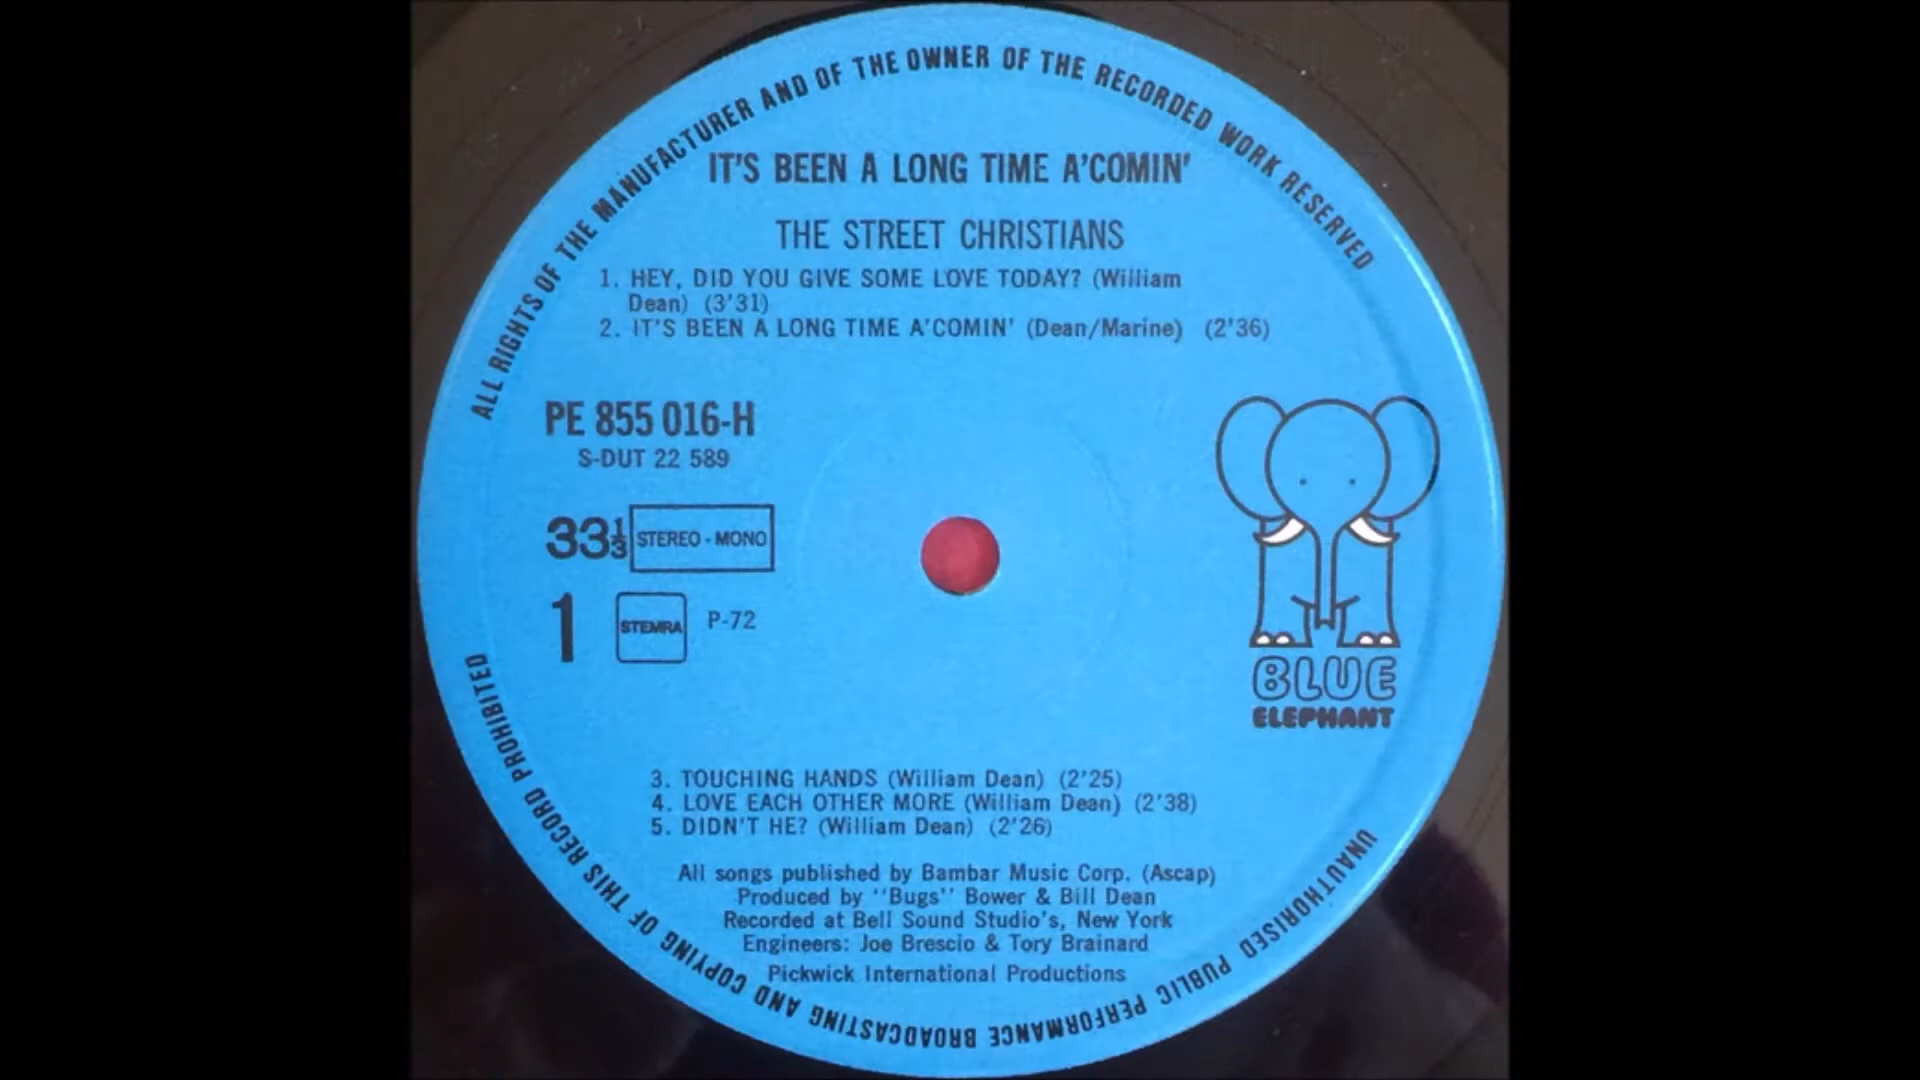 ALL RIGHTS OF THE MANUFACTURER AND OF THE OWNER OF THE RECORDED WORK RESERVED
IT'S BEEN A LONG TIME A'COMIN'
THE STREET CHRISTIANS
1. HEY, DID YOU GIVE SOME LOVE TODAY? (William
Dean) (3'31)
2. IT'S BEEN A LONG TIME A'COMIN' (Dean/Marine) (2'36)
PE 855 016-H
S-DUT 22 589
33⅓ STEREO - MONO
1 STEMRA P-72
BLUE
ELEPHANT
3. TOUCHING HANDS (William Dean) (2'25)
4. LOVE EACH OTHER MORE (William Dean) (2'38)
5. DIDN'T HE? (William Dean) (2'26)
All songs published by Bambar Music Corp. (Ascap)
Produced by "Bugs" Bower & Bill Dean
Recorded at Bell Sound Studio's, New York
Engineers: Joe Brescio & Tory Brainard
Pickwick International Productions
UNAUTHORISED PUBLIC PERFORMANCE BROADCASTING AND COPYING OF THIS RECORD PROHIBITED